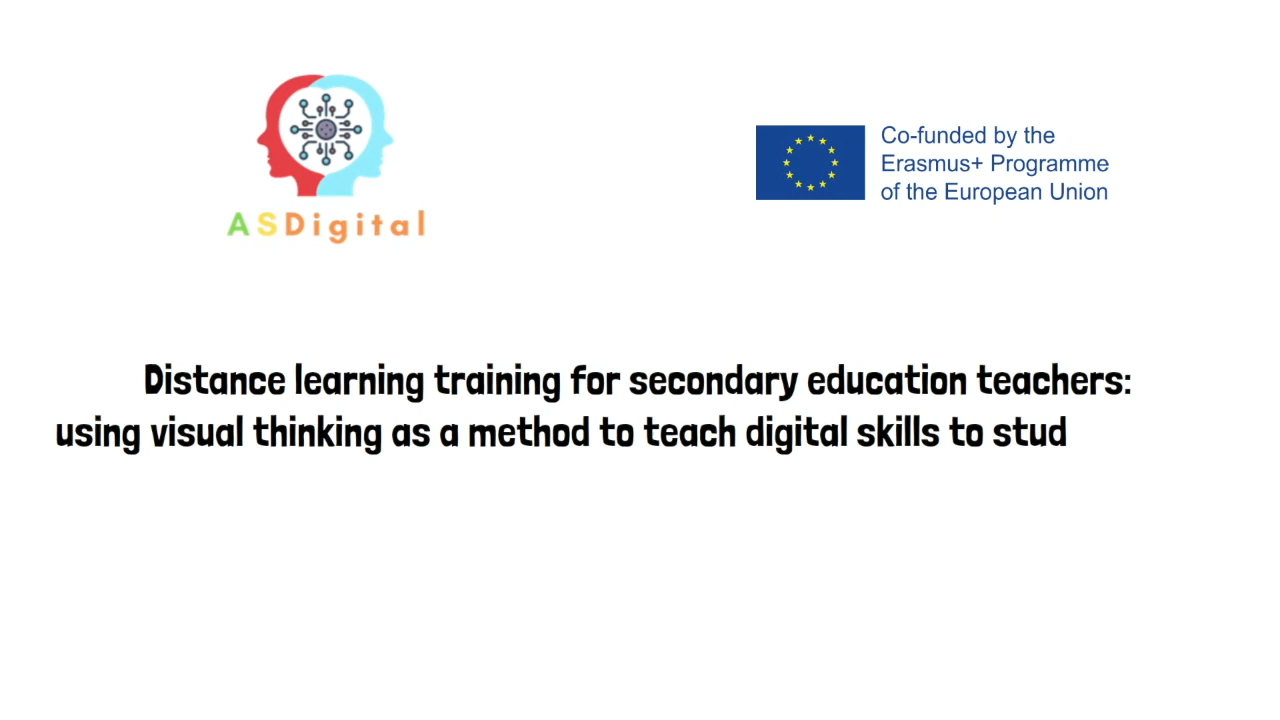 ASDigital
Co-funded by the
Erasmus+ Programme
of the European Union
Distance learning training for secondary education teachers:
using visual thinking as a method to teach digital skills to stud